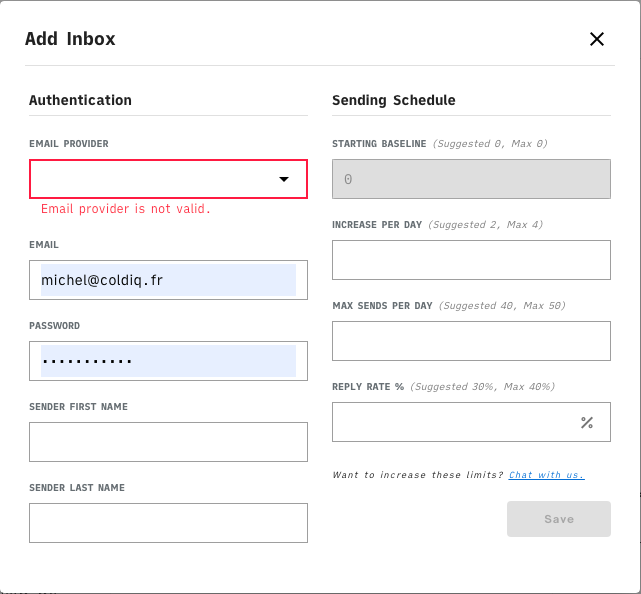 Add Inbox
Authentication
EMAIL PROVIDER
Email provider is not valid.
EMAIL
michel@coldiq.fr
PASSWORD
•••••••••••
SENDER FIRST NAME
SENDER LAST NAME
Sending Schedule
STARTING BASELINE (Suggested 0, Max 0)
0
INCREASE PER DAY (Suggested 2, Max 4)
MAX SENDS PER DAY (Suggested 40, Max 50)
REPLY RATE % (Suggested 30%, Max 40%)
%
Want to increase these limits? Chat with us.
Save